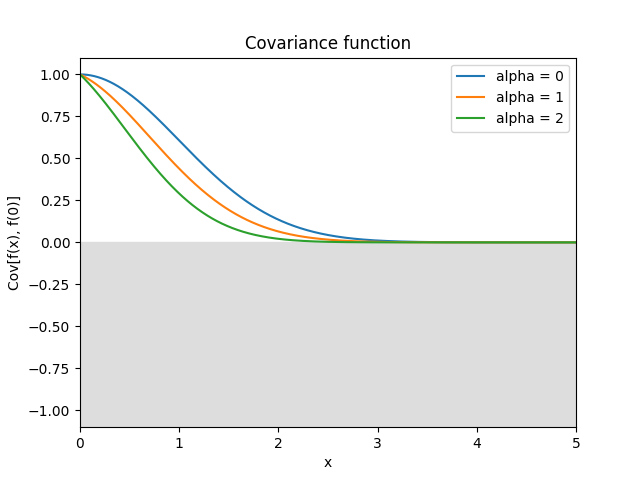 Covariance function
alpha = 0
alpha = 1
alpha = 2
Cov[f(x), f(0)]
1.00
0.75
0.50
0.25
0.00
−0.25
−0.50
−0.75
−1.00
0 1 2 3 4 5
x